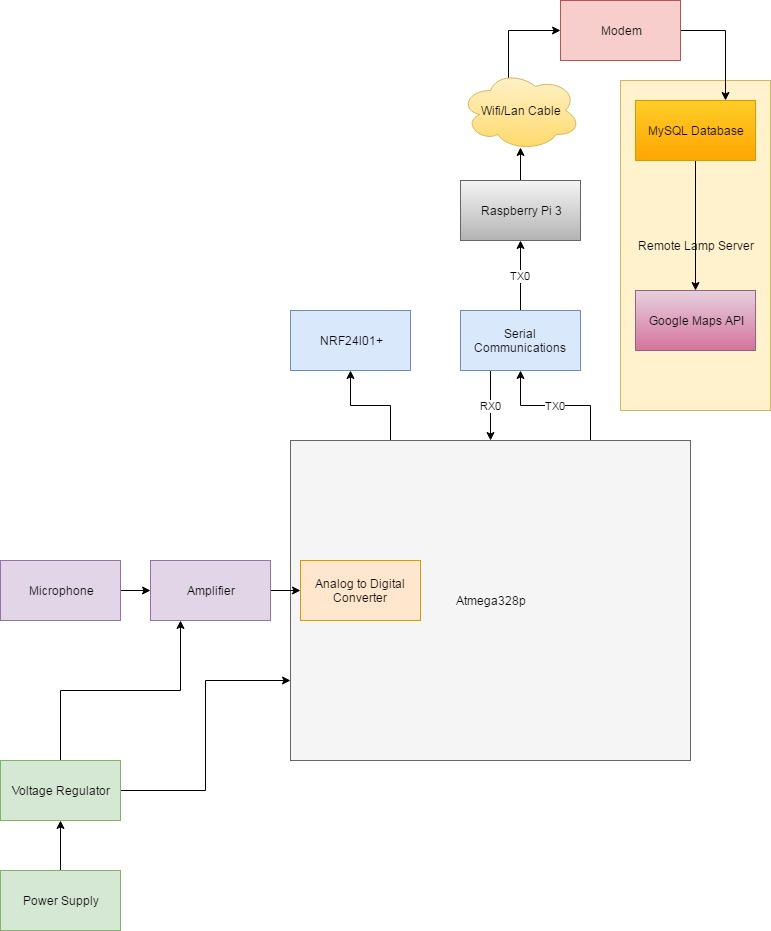 Modem
Wifi/Lan Cable
MySQL Database
Raspberry Pi 3
Remote Lamp Server
TX0
Google Maps API
NRF24l01+
Serial
Communications
RX0
TX0
Analog to Digital
Converter
Microphone
Amplifier
Atmega328p
Voltage Regulator
Power Supply